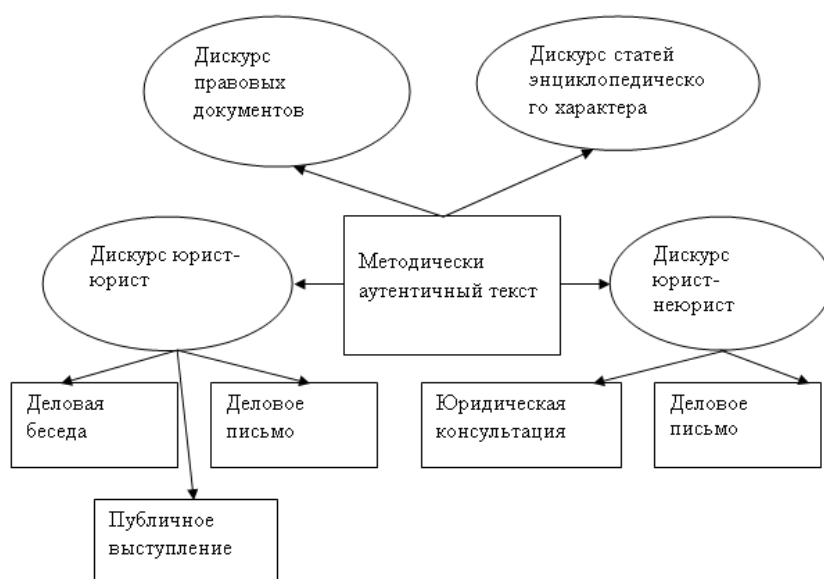 Дискурс
правовых
документов
Дискурс статей
энциклопедическо
го характера
Дискурс юрист-
юрист
Методически
аутентичный текст
Дискурс
юрист-
неюрист
Деловая
беседа
Деловое
письмо
Юридическая
консультация
Деловое
письмо
Публичное
выступление